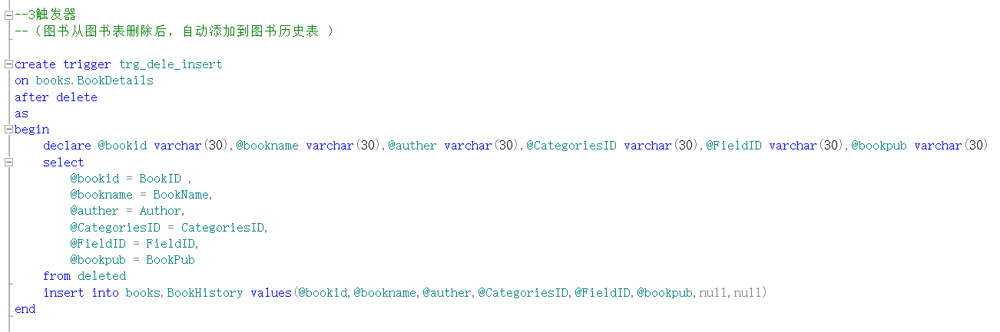 --3触发器
--（图书从图书表删除后，自动添加到图书历史表 ）
create trigger trg_dele_insert
on books.BookDetails
after delete
as
begin
declare @bookid varchar(30),@bookname varchar(30),@auther varchar(30),@CategoriesID varchar(30),@FieldID varchar(30),@bookpub varchar(30)
select
@bookid = BookID ,
@bookname = BookName,
@auther = Author,
@CategoriesID = CategoriesID,
@FieldID = FieldID,
@bookpub = BookPub
from deleted
insert into books.BookHistory values(@bookid,@bookname,@auther,@CategoriesID,@FieldID,@bookpub,null,null)
end